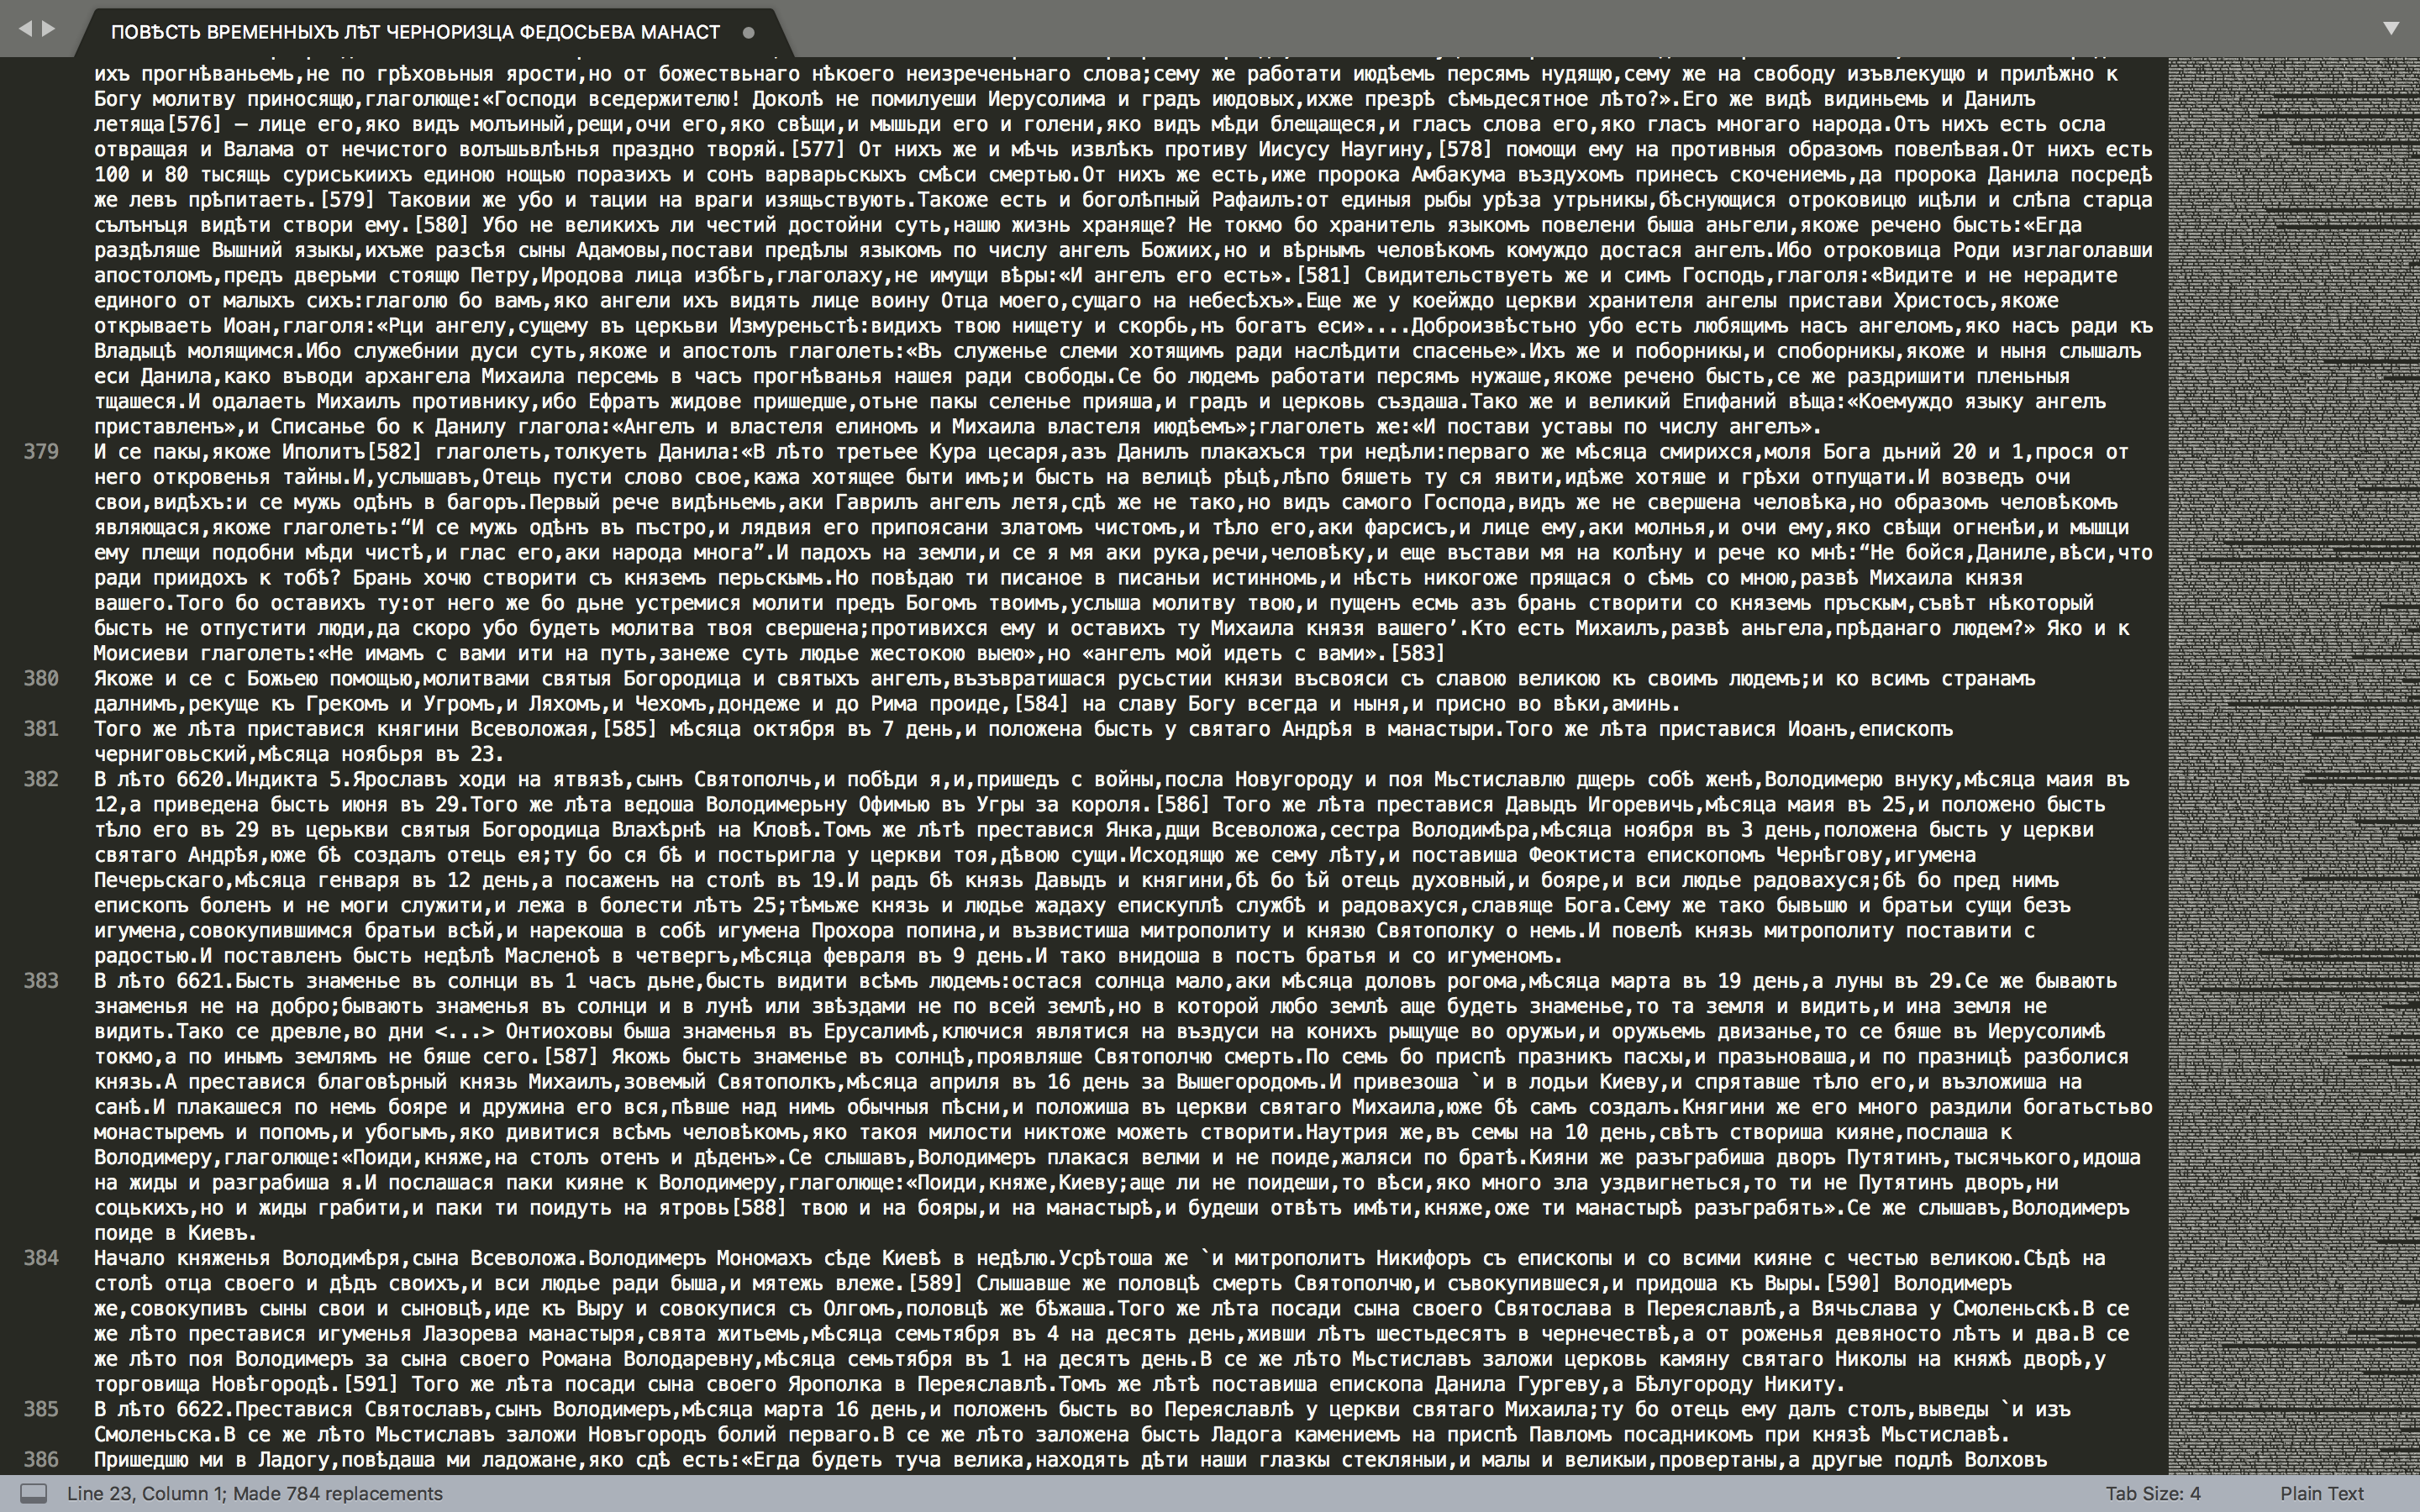 ПОВѢСТЬ ВРЕМЕННЫХЪ ЛѢТ ЧЕРНОРИЗЦА ФЕДОСЬЕВА МАНАСТ
ихъ прогнѣваньемь,не по грѣховьныя ярости,но от божествьнаго нѣкоего неизреченьнаго слова;сему же работати июдѣемь персямъ нудящю,сему же на свободу изъвлекущю и прилѣжно к
Богу молитву приносящю,глаголюще:«Господи вседержителю! Доколѣ не помилуеши Иерусолима и градъ июдовых,ихже презрѣ сѣмьдесятное лѣто?».Его же видѣ видиньемь и Данилъ
летяща[576] — лице его,яко видъ молъиный,рещи,очи его,яко свѣщи,и мышьди его и голени,яко видъ мѣди блещащеся,и гласъ слова его,яко гласъ многаго народа.Отъ нихъ есть осла
отвращая и Валама от нечистого волъшьвлѣнья праздно творяй.[577] От нихъ же и мѣчь извлѣкъ противу Иисусу Наугину,[578] помощи ему на противныя образомъ повелѣвая.От нихъ есть
100 и 80 тысящь суриськиихъ единою нощью поразихъ и сонъ варварьскыхъ смѣси смертью.От нихъ же есть,иже пророка Амбакума въздухомъ принесъ скочениемь,да пророка Данила посредѣ
же левъ прѣпитаеть.[579] Таковии же убо и тации на враги изящьствують.Такоже есть и боголѣпный Рафаилъ:от единыя рыбы урѣза утрьникы,бѣснующися отроковицю ицѣли и слѣпа старца
сълънъця видѣти створи ему.[580] Убо не великихъ ли честий достойни суть,нашю жизнь храняще? Не токмо бо хранитель языкомъ повелени быша аньгели,якоже речено бысть:«Егда
раздѣляше Вышний языкы,ихъже разсѣя сыны Адамовы,постави предѣлы языкомъ по числу ангелъ Божиих,но и вѣрнымъ человѣкомъ комуждо достася ангелъ.Ибо отроковица Роди изглаголавши
апостоломъ,предъ дверьми стоящю Петру,Иродова лица избѣгъ,глаголаху,не имущи вѣры:«И ангелъ его есть».[581] Свидительствуеть же и симъ Господь,глаголя:«Видите и не нерадите
единого от малыхъ сихъ:глаголю бо вамъ,яко ангели ихъ видять лице воину Отца моего,сущаго на небесѣхъ».Еще же у коейждо церкви хранителя ангелы пристави Христосъ,якоже
открываеть Иоан,глаголя:«Рци ангелу,сущему въ церкьви Измуреньстѣ:видихъ твою нищету и скорбь,нъ богатъ еси»....Доброизвѣстьно убо есть любящимъ насъ ангеломъ,яко насъ ради къ
Владыцѣ молящимся.Ибо служебнии дуси суть,якоже и апостолъ глаголеть:«Въ служенье слеми хотящимъ ради наслѣдити спасенье».Ихъ же и поборникы,и споборникы,якоже и ныня слышалъ
еси Данила,како въводи архангела Михаила персемь в часъ прогнѣванья нашея ради свободы.Се бо людемъ работати персямъ нужаше,якоже речено бысть,се же раздришити пленьныя
тщашеся.И одалаеть Михаилъ противнику,ибо Ефратъ жидове пришедше,отьне пакы селенье прияша,и градъ и церковь създаша.Тако же и великий Епифаний вѣща:«Коемуждо языку ангелъ
приставленъ»,и Списанье бо к Данилу глагола:«Ангелъ и властеля елиномъ и Михаила властеля июдѣемъ»;глаголеть же:«И постави уставы по числу ангелъ».
379 И се пакы,якоже Иполитъ[582] глаголеть,толкуеть Данила:«В лѣто третьее Кура цесаря,азъ Данилъ плакахъся три недѣли:перваго же мѣсяца смирихся,моля Бога дьний 20 и 1,прося от
него откровенья тайны.И,услышавъ,Отець пусти слово свое,кажа хотящее быти имъ;и бысть на велицѣ рѣцѣ,лѣпо бяшеть ту ся явити,идѣже хотяше и грѣхи отпущати.И возведъ очи
свои,видѣхъ:и се мужь одѣнъ в багоръ.Первый рече видѣньемь,аки Гаврилъ ангелъ летя,сдѣ же не тако,но видъ самого Господа,видъ же не свершена человѣка,но образомъ человѣкомъ
являющася,якоже глаголеть:“И се мужь одѣнъ въ пъстро,и лядвия его припоясани златомъ чистомъ,и тѣло его,аки фарсисъ,и лице ему,аки молнья,и очи ему,яко свѣщи огненѣи,и мышци
ему плещи подобни мѣди чистѣ,и глас его,аки народа многа”.И падохъ на земли,и се я мя аки рука,речи,человѣку,и еще въстави мя на колѣну и рече ко мнѣ:“Не бойся,Даниле,вѣси,что
ради приидохъ к тобѣ? Брань хочю створити съ княземъ перьскымь.Но повѣдаю ти писаное в писаньи истинномь,и нѣсть никогоже прящася о сѣмь со мною,развѣ Михаила князя
вашего.Того бо оставихъ ту:от него же бо дьне устремися молити предъ Богомъ твоимъ,услыша молитву твою,и пущенъ есмь азъ брань створити со княземь пръскым,съвѣт нѣкоторый
бысть не отпустити люди,да скоро убо будеть молитва твоя свершена;противихся ему и оставихъ ту Михаила князя вашего’.Кто есть Михаилъ,развѣ аньгела,прѣданаго людем?» Яко и к
Моисиеви глаголеть:«Не имамъ с вами ити на путь,занеже суть людье жестокою выею»,но «ангелъ мой идеть с вами».[583]
380 Якоже и се с Божьею помощью,молитвами святыя Богородица и святыхъ ангелъ,възъвратишася русьстии князи въсвояси съ славою великою къ своимъ людемъ;и ко всимъ странамъ
далнимъ,рекуще къ Грекомъ и Угромъ,и Ляхомъ,и Чехомъ,дондеже и до Рима проиде,[584] на славу Богу всегда и ныня,и присно во вѣки,аминь.
381 Того же лѣта приставися княгини Всеволожая,[585] мѣсяца октября въ 7 день,и положена бысть у святаго Андрѣя в манастыри.Того же лѣта приставися Иоанъ,епископъ
черниговьский,мѣсяца ноябьря въ 23.
382 В лѣто 6620.Индикта 5.Ярославъ ходи на ятвязѣ,сынъ Святополчь,и побѣди я,и,пришедъ с войны,посла Новугороду и поя Мьстиславлю дщерь собѣ женѣ,Володимерю внуку,мѣсяца маия въ
12,а приведена бысть июня въ 29.Того же лѣта ведоша Володимерьну Офимью въ Угры за короля.[586] Того же лѣта преставися Давыдъ Игоревичь,мѣсяца маия въ 25,и положено бысть
тѣло его въ 29 въ церькви святыя Богородица Влахѣрнѣ на Кловѣ.Томъ же лѣтѣ преставися Янка,дщи Всеволожа,сестра Володимѣра,мѣсяца ноября въ 3 день,положена бысть у церкви
святаго Андрѣя,юже бѣ создалъ отець ея;ту бо ся бѣ и постьригла у церкви тоя,дѣвою сущи.Исходящю же сему лѣту,и поставиша Феоктиста епископомъ Чернѣгову,игумена
Печерьскаго,мѣсяца генваря въ 12 день,а посаженъ на столѣ въ 19.И радъ бѣ князь Давыдъ и княгини,бѣ бо ѣй отець духовный,и бояре,и вси людье радовахуся;бѣ бо пред нимъ
епископъ боленъ и не моги служити,и лежа в болести лѣтъ 25;тѣмьже князь и людье жадаху епискуплѣ службѣ и радовахуся,славяще Бога.Сему же тако бывьшю и братьи сущи безъ
игумена,совокупившимся братьи всѣй,и нарекоша в собѣ игумена Прохора попина,и възвистиша митрополиту и князю Святополку о немь.И повелѣ князь митрополиту поставити с
радостью.И поставленъ бысть недѣлѣ Масленоѣ в четвергъ,мѣсяца февраля въ 9 день.И тако внидоша в постъ братья и со игуменомъ.
383 В лѣто 6621.Бысть знаменье въ солнци въ 1 часъ дьне,бысть видити всѣмъ людемъ:остася солнца мало,аки мѣсяца доловъ рогома,мѣсяца марта въ 19 день,а луны въ 29.Се же бывають
знаменья не на добро;бывають знаменья въ солнци и в лунѣ или звѣздами не по всей землѣ,но в которой любо землѣ аще будеть знаменье,то та земля и видить,и ина земля не
видить.Тако се древле,во дни <...> Онтиоховы быша знаменья въ Ерусалимѣ,ключися являтися на въздуси на конихъ рыщуще во оружьи,и оружьемь двизанье,то се бяше въ Иерусолимѣ
токмо,а по инымъ землямъ не бяше сего.[587] Якожь бысть знаменье въ солнцѣ,проявляше Святополчю смерть.По семь бо приспѣ празникъ пасхы,и празьноваша,и по празницѣ разболися
князь.А преставися благовѣрный князь Михаилъ,зовемый Святополкъ,мѣсяца априля въ 16 день за Вышегородомъ.И привезоша `и в лодьи Киеву,и спрятавше тѣло его,и възложиша на
санѣ.И плакашеся по немь бояре и дружина его вся,пѣвше над нимь обычныя пѣсни,и положиша въ церкви святаго Михаила,юже бѣ самъ создалъ.Княгини же его много раздили богатьстьво
монастыремъ и попомъ,и убогымъ,яко дивитися всѣмъ человѣкомъ,яко такоя милости никтоже можеть створити.Наутрия же,въ семы на 10 день,свѣтъ створиша кияне,послаша к
Володимеру,глаголюще:«Поиди,княже,на столъ отенъ и дѣденъ».Се слышавъ,Володимеръ плакася велми и не поиде,жаляси по братѣ.Кияни же разъграбиша дворъ Путятинъ,тысячького,идоша
на жиды и разграбиша я.И послашася паки кияне к Володимеру,глаголюще:«Поиди,княже,Киеву;аще ли не поидеши,то вѣси,яко много зла уздвигнеться,то ти не Путятинъ дворъ,ни
соцькихъ,но и жиды грабити,и паки ти поидуть на ятровь[588] твою и на бояры,и на манастырѣ,и будеши отвѣтъ имѣти,княже,оже ти манастырѣ разъграбять».Се же слышавъ,Володимеръ
поиде в Киевъ.
384 Начало княженья Володимѣря,сына Всеволожа.Володимеръ Мономахъ сѣде Киевѣ в недѣлю.Усрѣтоша же `и митрополитъ Никифоръ съ епископы и со всими кияне с честью великою.Сѣдѣ на
столѣ отца своего и дѣдъ своихъ,и вси людье ради быша,и мятежь влеже.[589] Слышавше же половцѣ смерть Святополчю,и съвокупившеся,и придоша къ Выры.[590] Володимеръ
же,совокупивъ сыны свои и сыновцѣ,иде къ Выру и совокупися съ Олгомъ,половцѣ же бѣжаша.Того же лѣта посади сына своего Святослава в Переяславлѣ,а Вячьслава у Смоленьскѣ.В се
же лѣто преставися игуменья Лазорева манастыря,свята житьемь,мѣсяца семьтября въ 4 на десять день,живши лѣтъ шестьдесятъ в чернечествѣ,а от роженья девяносто лѣтъ и два.В се
же лѣто поя Володимеръ за сына своего Романа Володаревну,мѣсяца семьтября въ 1 на десятъ день.В се же лѣто Мьстиславъ заложи церковь камяну святаго Николы на княжѣ дворѣ,у
торговища Новѣгородѣ.[591] Того же лѣта посади сына своего Ярополка в Переяславлѣ.Томъ же лѣтѣ поставиша епископа Данила Гургеву,а Бѣлугороду Никиту.
385 В лѣто 6622.Преставися Святославъ,сынъ Володимеръ,мѣсяца марта 16 день,и положенъ бысть во Переяславлѣ у церкви святаго Михаила;ту бо отець ему далъ столъ,выведы `и изъ
Смоленьска.В се же лѣто Мьстиславъ заложи Новъгородъ болий перваго.В се же лѣто заложена бысть Ладога камениемъ на приспѣ Павломъ посадникомъ при князѣ Мьстиславѣ.
386 Пришедшю ми в Ладогу,повѣдаша ми ладожане,яко сдѣ есть:«Егда будеть туча велика,находять дѣти наши глазкы стекляныи,и малы и великыи,провертаны,а другые подлѣ Волховъ
Line 23, Column 1; Made 784 replacements
Tab Size: 4
Plain Text